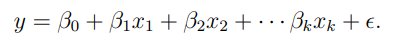 y = β₀ + β₁x₁ + β₂x₂ + ··· βₖxₖ + ϵ.